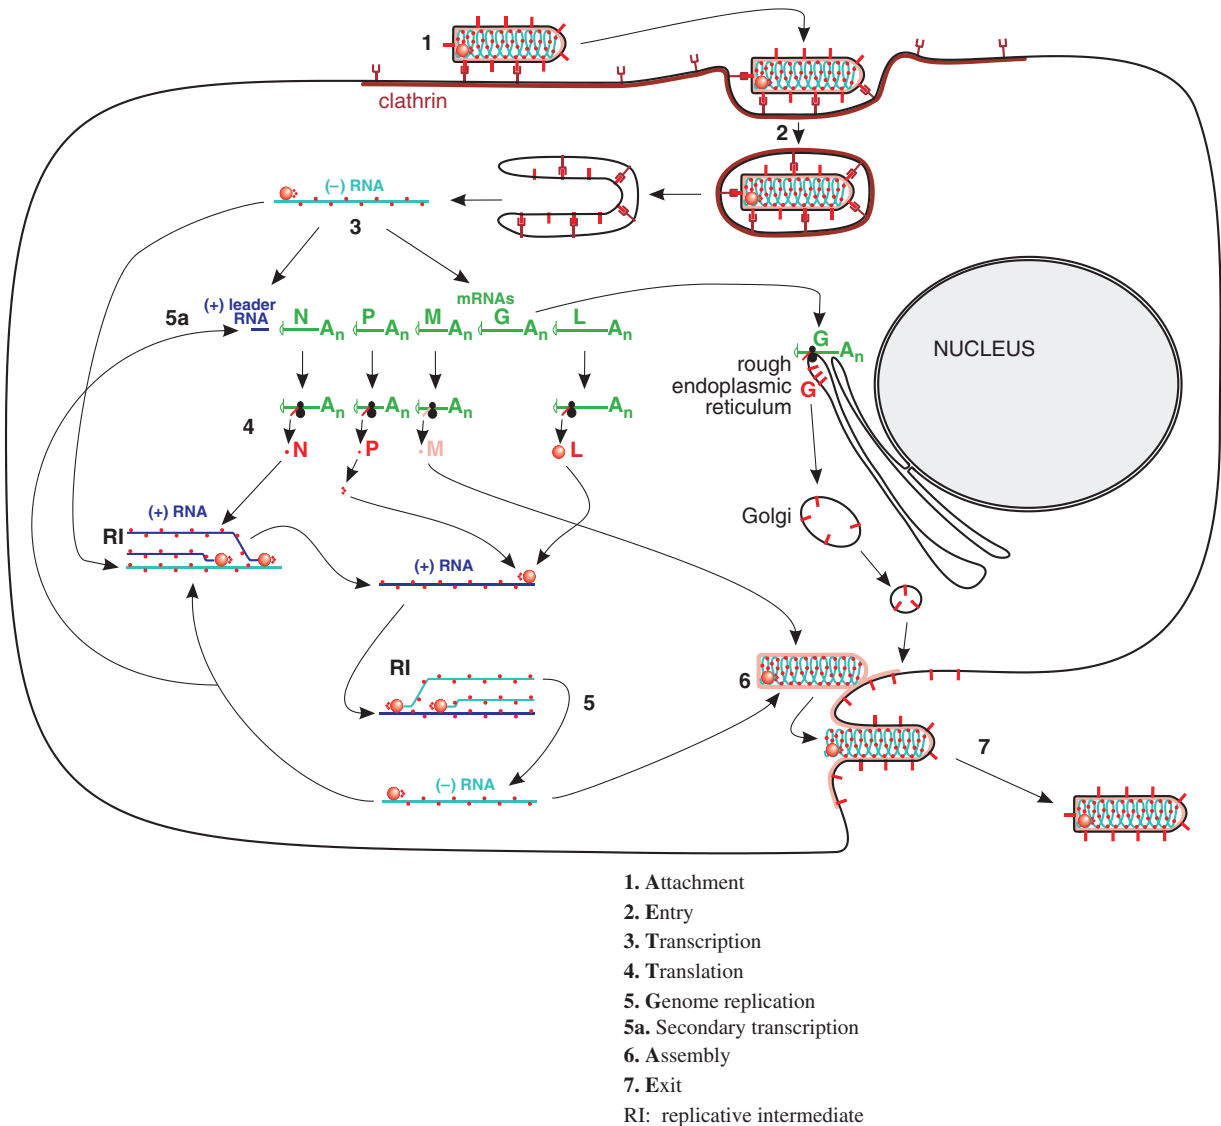 1
clathrin
2
(–) RNA
3
mRNAs
(+) leader
RNA
5a
N An
P An
M An
G An
L An
G An
NUCLEUS
rough
endoplasmic
reticulum
G
An
An
An
An
4
N
P
M
L
Golgi
(+) RNA
RI
(+) RNA
RI
5
6
7
(–) RNA
1. Attachment
2. Entry
3. Transcription
4. Translation
5. Genome replication
5a. Secondary transcription
6. Assembly
7. Exit
RI: replicative intermediate